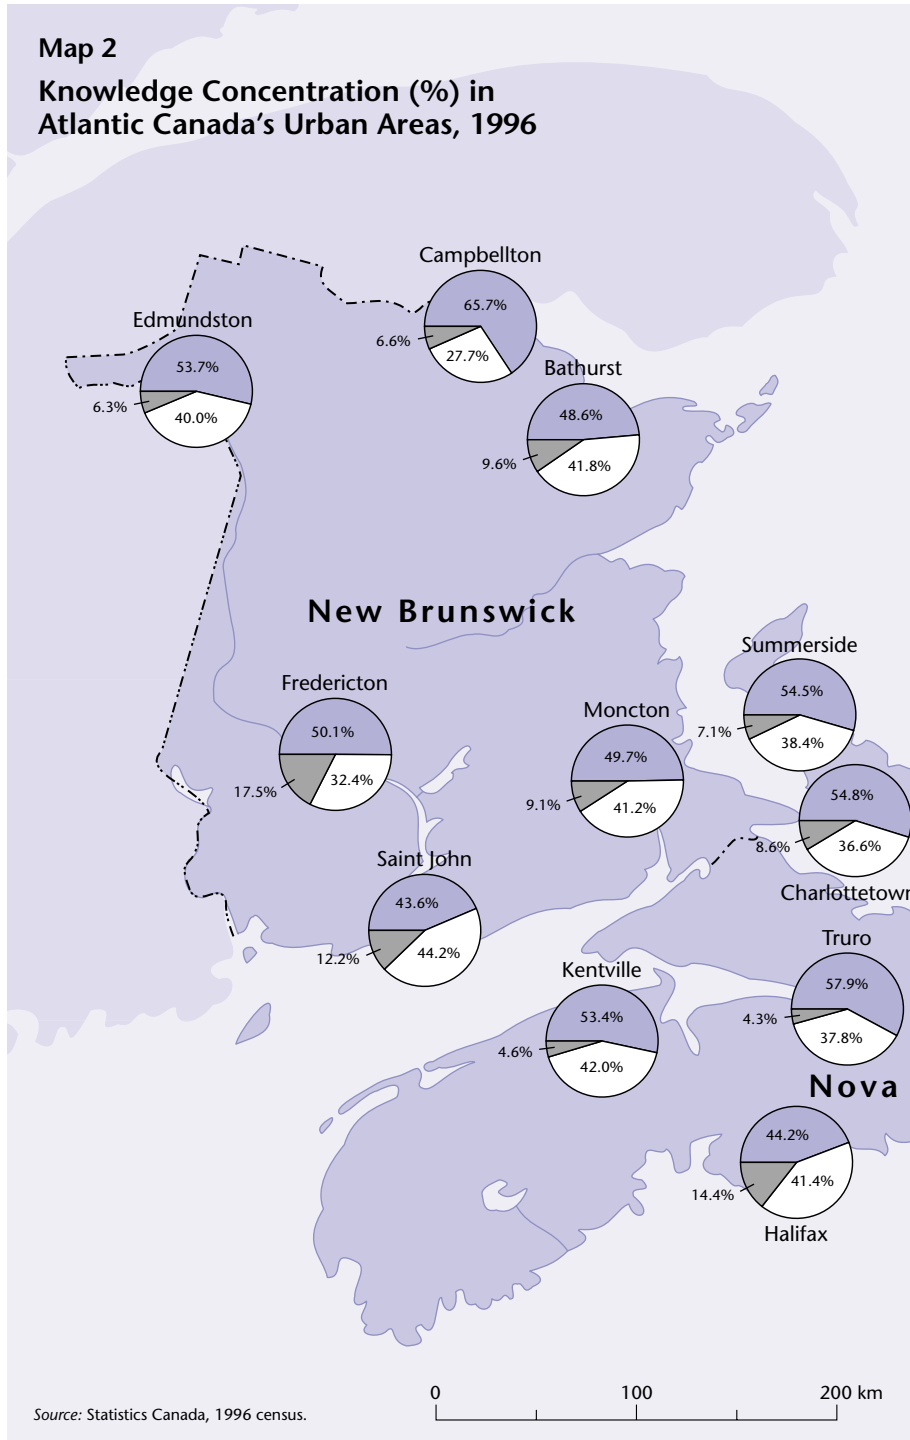 Map 2
Knowledge Concentration (%) in
Atlantic Canada's Urban Areas, 1996
Campbellton
65.7%
6.6%
27.7%
Edmundston
53.7%
6.3%
40.0%
Bathurst
48.6%
9.6%
41.8%
New Brunswick
Summerside
54.5%
7.1%
38.4%
Fredericton
50.1%
17.5%
32.4%
Moncton
49.7%
9.1%
41.2%
54.8%
8.6%
36.6%
Charlottetown
Saint John
43.6%
12.2%
44.2%
Truro
57.9%
4.3%
37.8%
Kentville
53.4%
4.6%
42.0%
Nova
44.2%
14.4%
41.4%
Halifax
0 100 200 km
Source: Statistics Canada, 1996 census.